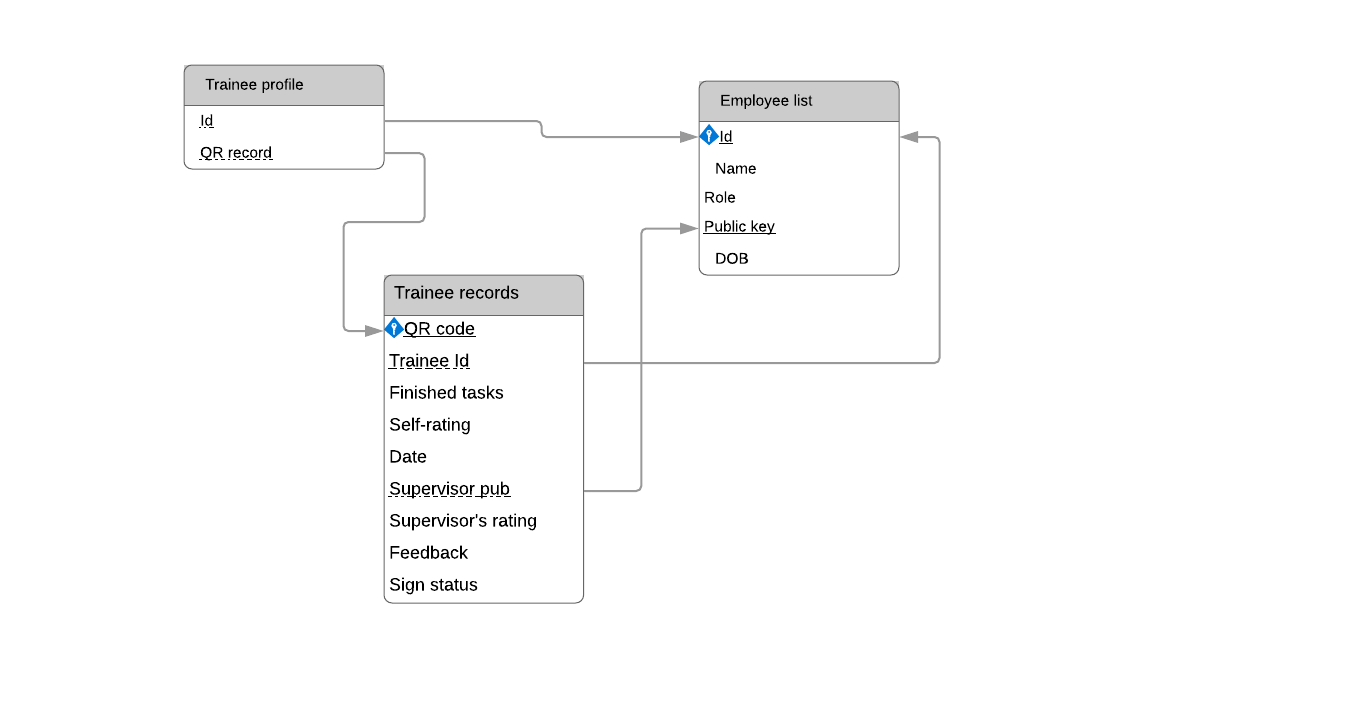 Trainee profile
Id
QR record
Employee list
Id
Name
Role
Public key
DOB
Trainee records
QR code
Trainee Id
Finished tasks
Self-rating
Date
Supervisor pub
Supervisor's rating
Feedback
Sign status